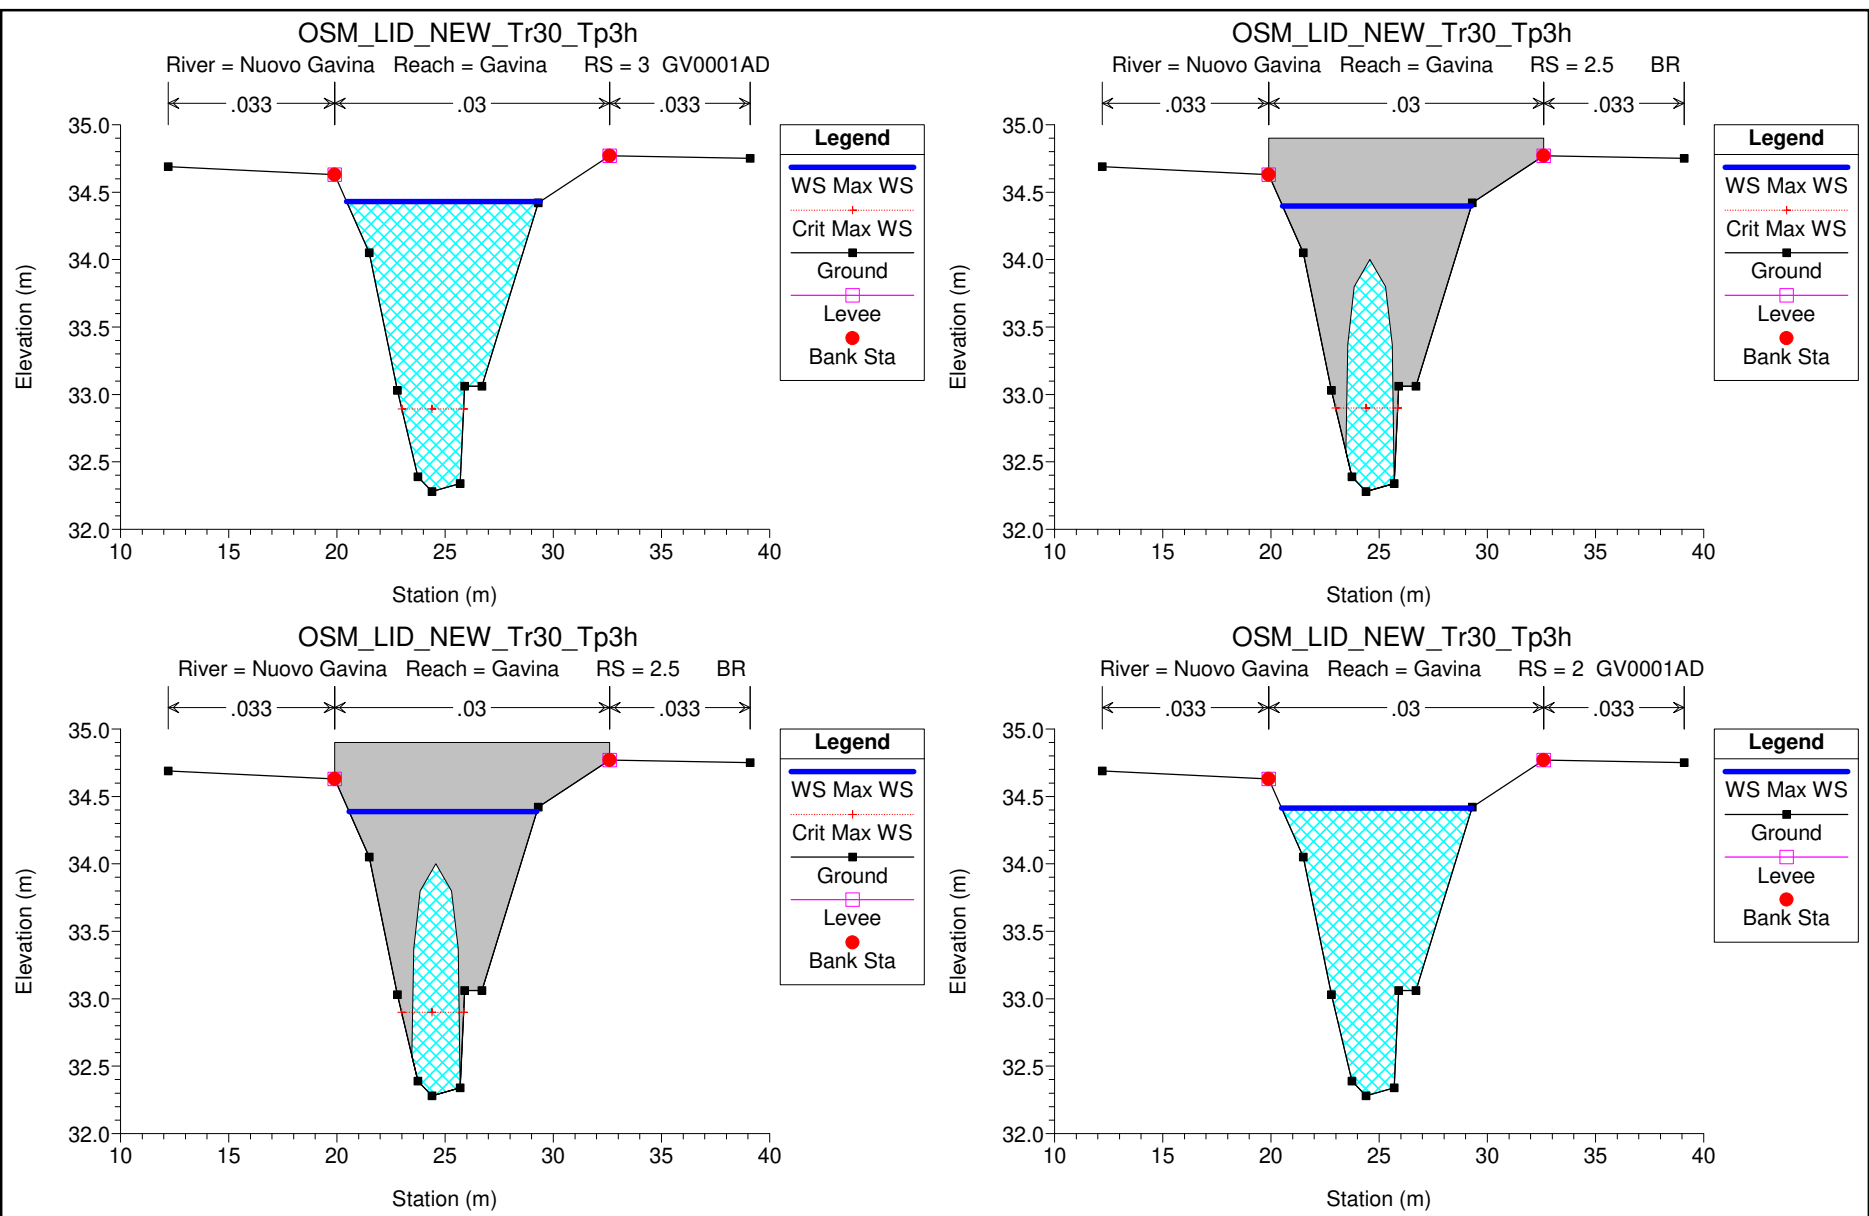 OSM_LID_NEW_Tr30_Tp3h
River = Nuovo Gavina Reach = Gavina RS = 3 GV0001AD
.033 .03 .033
35.0
34.5
34.0
33.5
33.0
32.5
32.0
Elevation (m)
10 15 20 25 30 35 40
Station (m)
Legend
WS Max WS
Crit Max WS
Ground
Levee
Bank Sta
OSM_LID_NEW_Tr30_Tp3h
River = Nuovo Gavina Reach = Gavina RS = 2.5 BR
.033 .03 .033
35.0
34.5
34.0
33.5
33.0
32.5
32.0
Elevation (m)
10 15 20 25 30 35 40
Station (m)
Legend
WS Max WS
Crit Max WS
Ground
Levee
Bank Sta
OSM_LID_NEW_Tr30_Tp3h
River = Nuovo Gavina Reach = Gavina RS = 2.5 BR
.033 .03 .033
35.0
34.5
34.0
33.5
33.0
32.5
32.0
Elevation (m)
10 15 20 25 30 35 40
Station (m)
Legend
WS Max WS
Crit Max WS
Ground
Levee
Bank Sta
OSM_LID_NEW_Tr30_Tp3h
River = Nuovo Gavina Reach = Gavina RS = 2 GV0001AD
.033 .03 .033
35.0
34.5
34.0
33.5
33.0
32.5
32.0
Elevation (m)
10 15 20 25 30 35 40
Station (m)
Legend
WS Max WS
Ground
Levee
Bank Sta